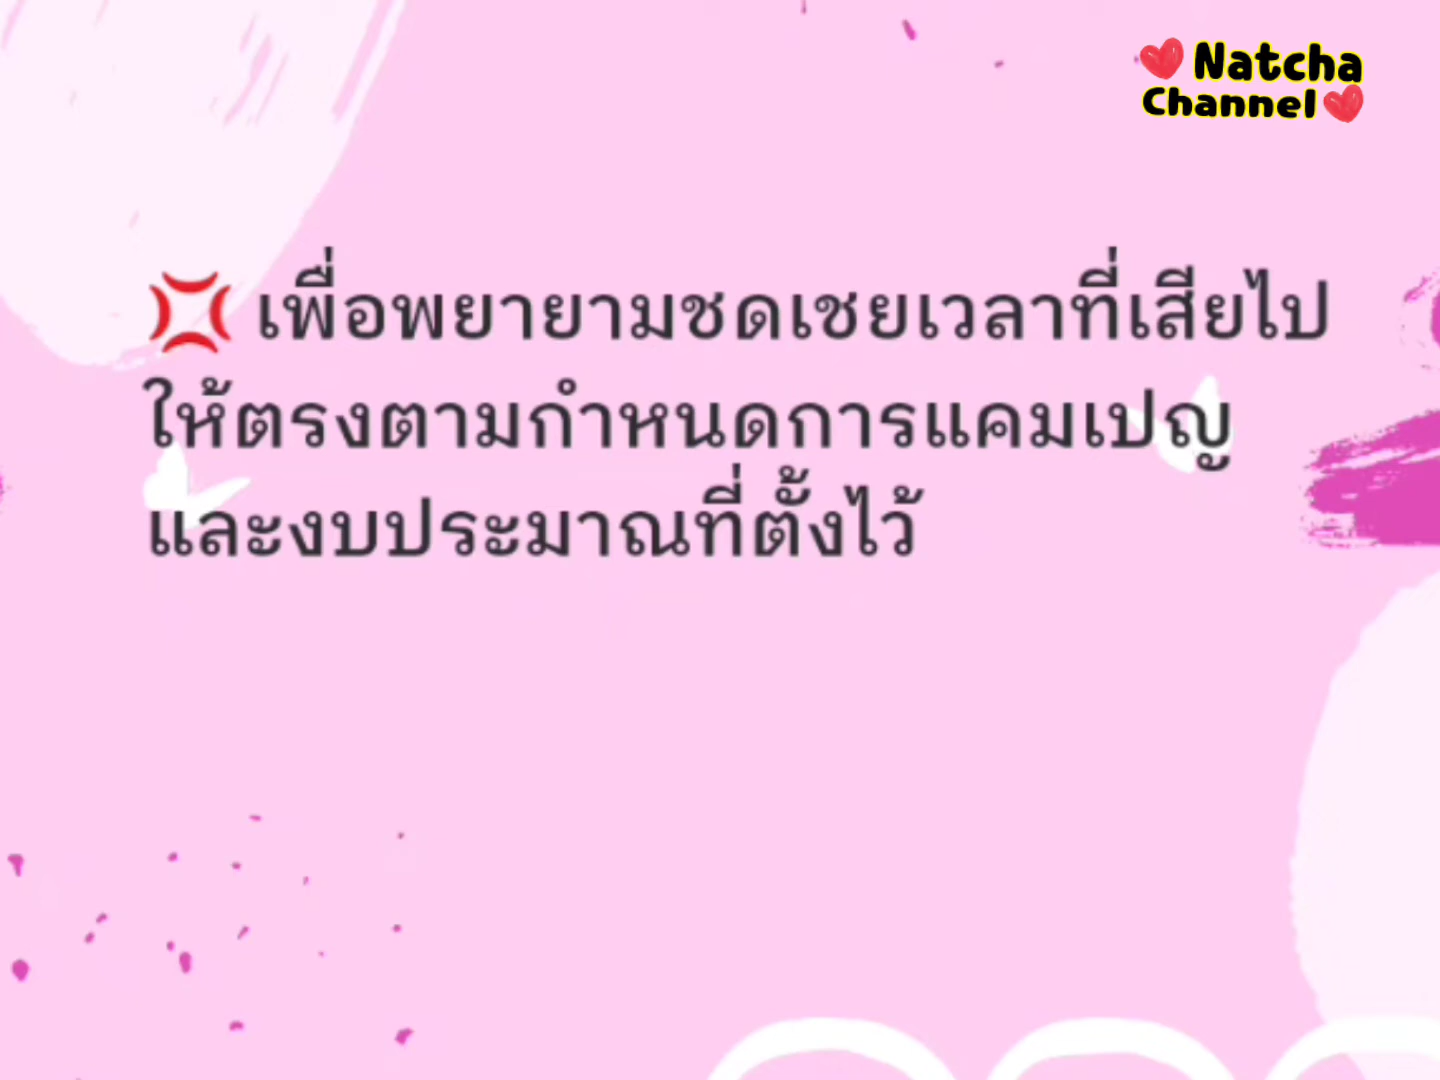 Natcha
Channel
💢 เพื่อพยายามชดเชยเวลาที่เสียไป
ให้ตรงตามกำหนดการแคมเปญ
และงบประมาณที่ตั้งไว้